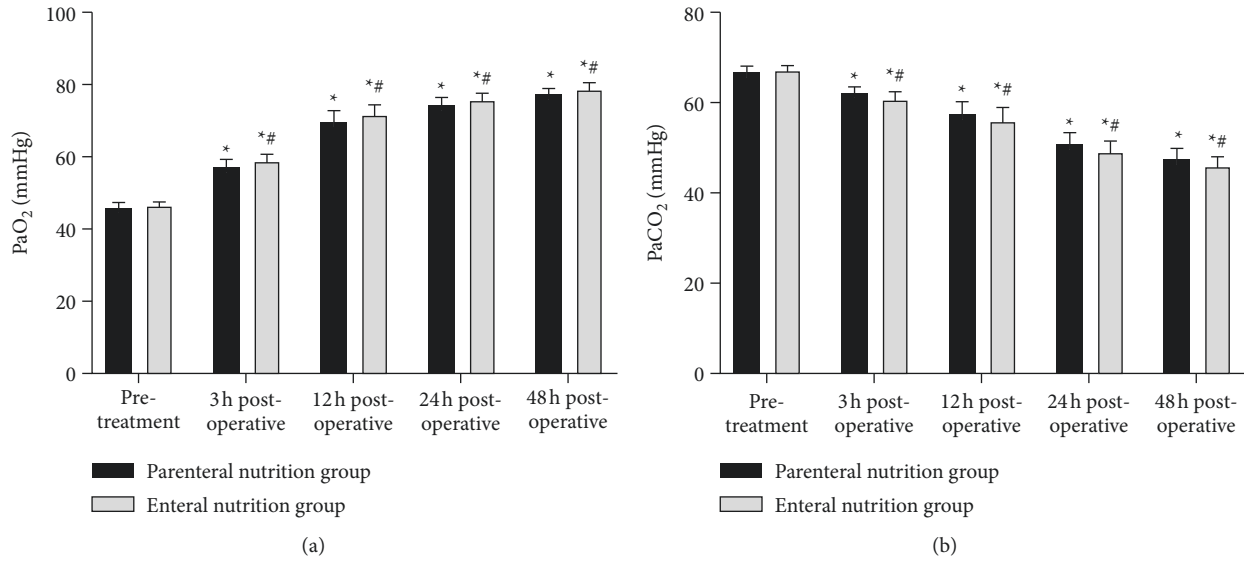 100
80
60
40
20
0
PaO2 (mmHg)
*
*#
*
*#
*
*#
*
*#
Pre-
treatment
3 h post-
operative
12 h post-
operative
24 h post-
operative
48 h post-
operative
Parenteral nutrition group
Enteral nutrition group
(a)
80
60
40
20
0
PaCO2 (mmHg)
*
*#
*
*#
*
*#
*
*#
Pre-
treatment
3 h post-
operative
12 h post-
operative
24 h post-
operative
48 h post-
operative
Parenteral nutrition group
Enteral nutrition group
(b)